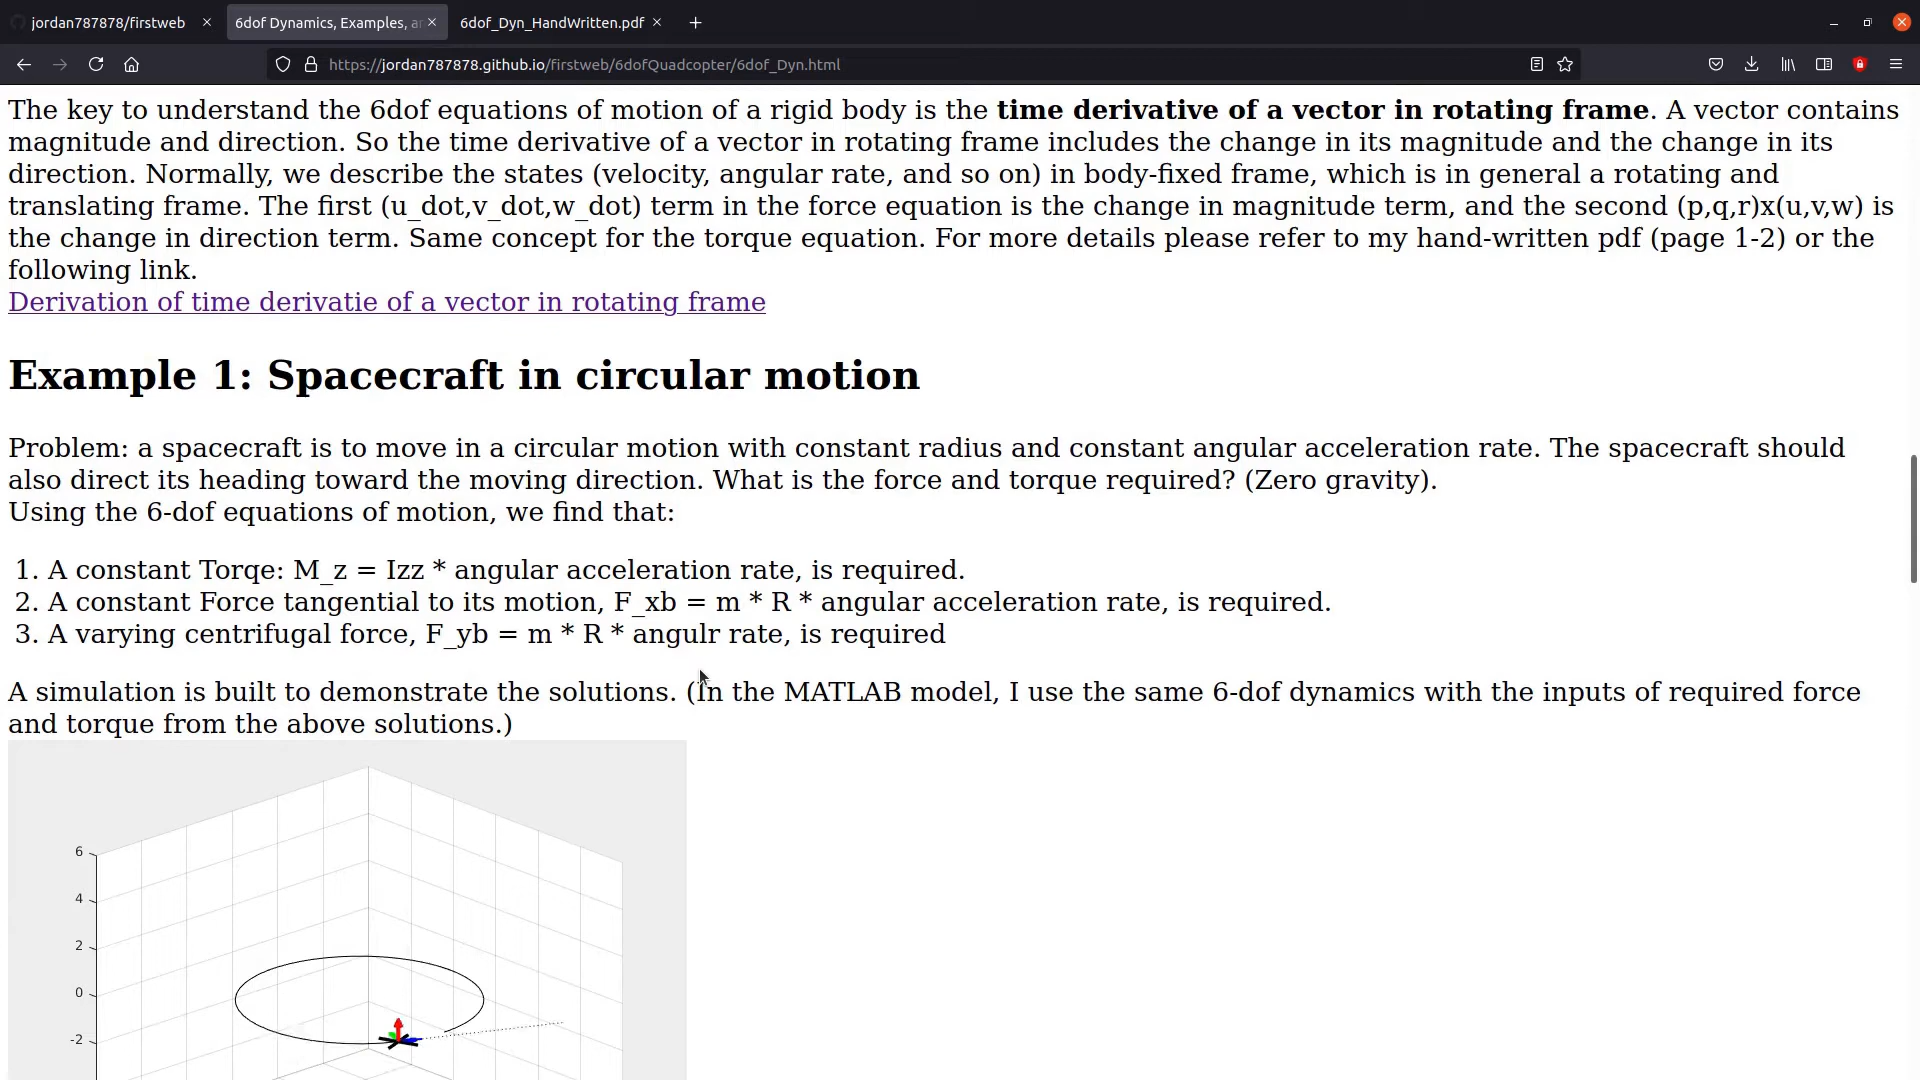 jordan787878/firstweb
6dof Dynamics, Examples, a
6dof_Dyn_HandWritten.pdf
https://jordan787878.github.io/firstweb/6dofQuadcopter/6dof_Dyn.html
The key to understand the 6dof equations of motion of a rigid body is the time derivative of a vector in rotating frame. A vector contains
magnitude and direction. So the time derivative of a vector in rotating frame includes the change in its magnitude and the change in its
direction. Normally, we describe the states (velocity, angular rate, and so on) in body-fixed frame, which is in general a rotating and
translating frame. The first (u_dot,v_dot,w_dot) term in the force equation is the change in magnitude term, and the second (p,q,r)x(u,v,w) is
the change in direction term. Same concept for the torque equation. For more details please refer to my hand-written pdf (page 1-2) or the
following link.
Derivation of time derivatie of a vector in rotating frame
Example 1: Spacecraft in circular motion
Problem: a spacecraft is to move in a circular motion with constant radius and constant angular acceleration rate. The spacecraft should
also direct its heading toward the moving direction. What is the force and torque required? (Zero gravity).
Using the 6-dof equations of motion, we find that:
1. A constant Torqe: M_z = Izz * angular acceleration rate, is required.
2. A constant Force tangential to its motion, F_xb = m * R * angular acceleration rate, is required.
3. A varying centrifugal force, F_yb = m * R * angulr rate, is required
A simulation is built to demonstrate the solutions. (In the MATLAB model, I use the same 6-dof dynamics with the inputs of required force
and torque from the above solutions.)
6
4
2
0
-2